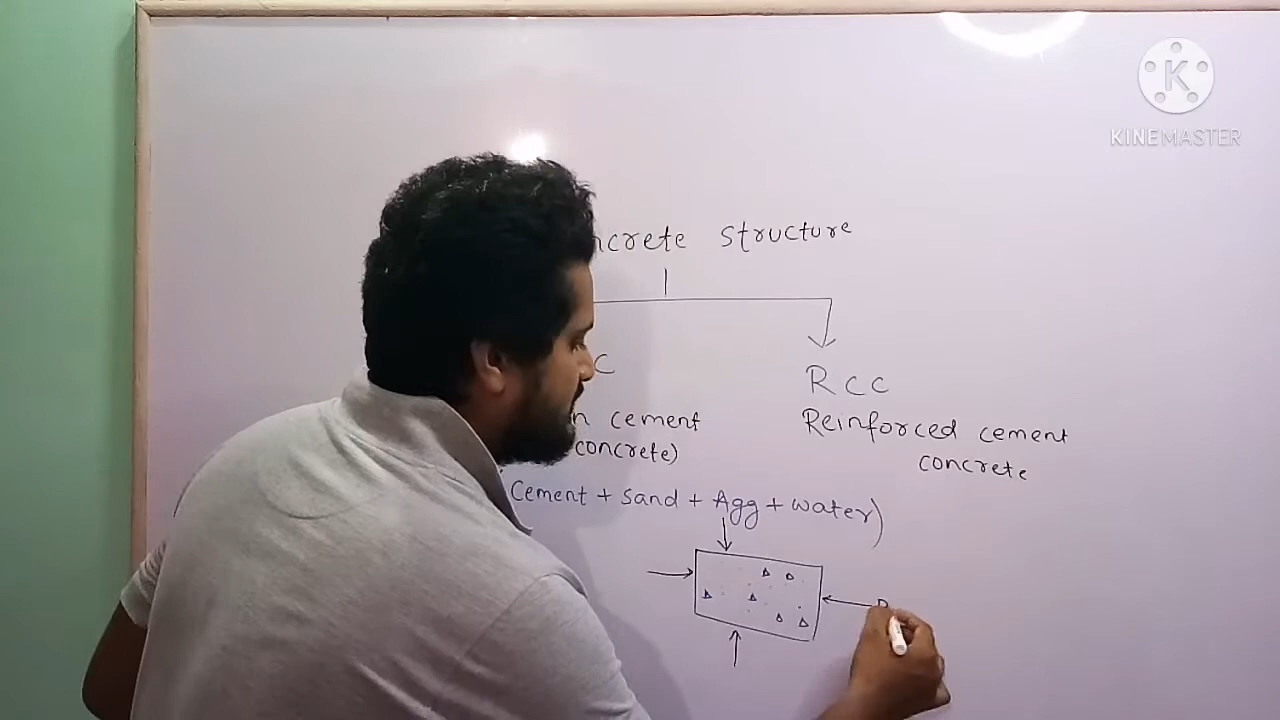 KINEMASTER
ncrete structure
C
RCC
n cement
concrete)
Reinforced cement
concrete
Cement + Sand + Agg + water)
P